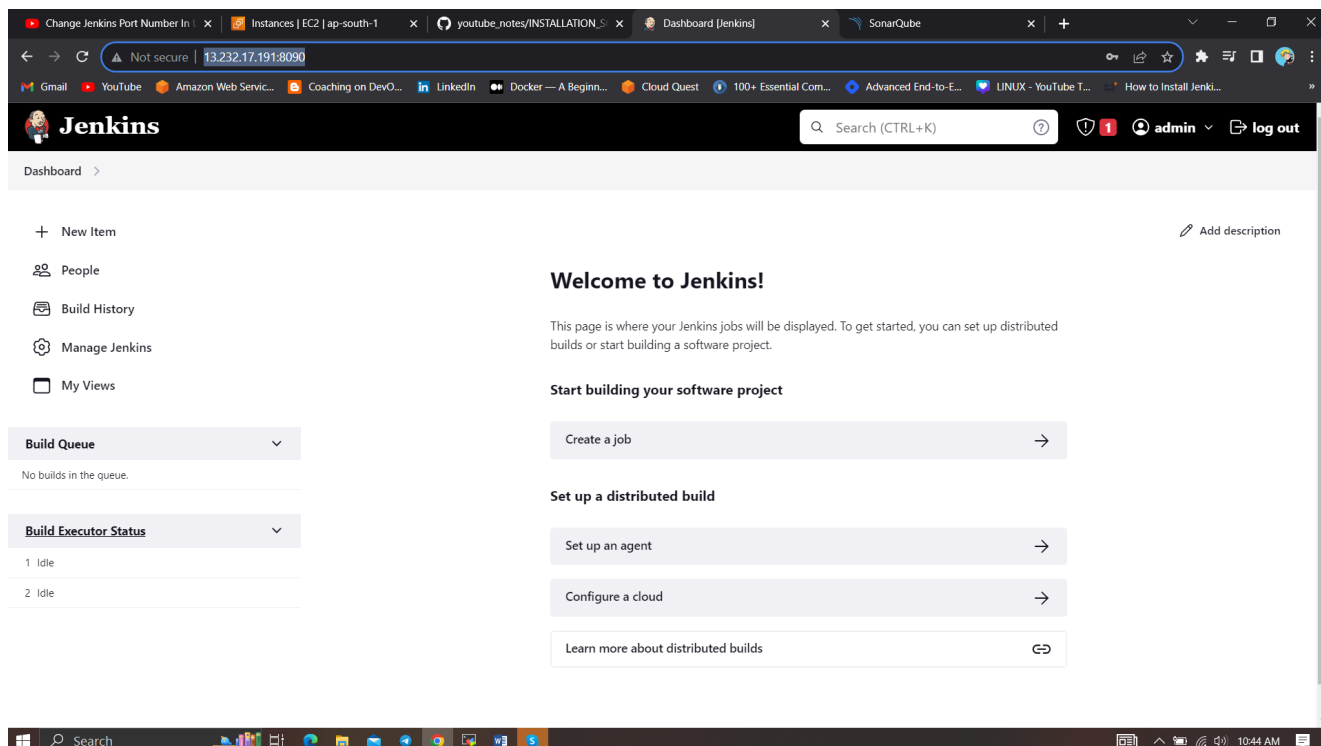 Change Jenkins Port Number In U
Instances | EC2 | ap-south-1
youtube_notes/INSTALLATION_S
Dashboard [Jenkins]
SonarQube
Not secure | 13.232.17.191:8090
Gmail
YouTube
Amazon Web Servic...
Coaching on DevO...
LinkedIn
Docker — A Beginn...
Cloud Quest
100+ Essential Com...
Advanced End-to-E...
LINUX - YouTube T...
How to Install Jenki...
»
Jenkins
Search (CTRL+K)
1
admin
log out
Dashboard
New Item
Add description
People
Build History
Manage Jenkins
My Views
Build Queue
No builds in the queue.
Build Executor Status
1 Idle
2 Idle
Welcome to Jenkins!
This page is where your Jenkins jobs will be displayed. To get started, you can set up distributed
builds or start building a software project.
Start building your software project
Create a job
Set up a distributed build
Set up an agent
Configure a cloud
Learn more about distributed builds
Search
10:44 AM